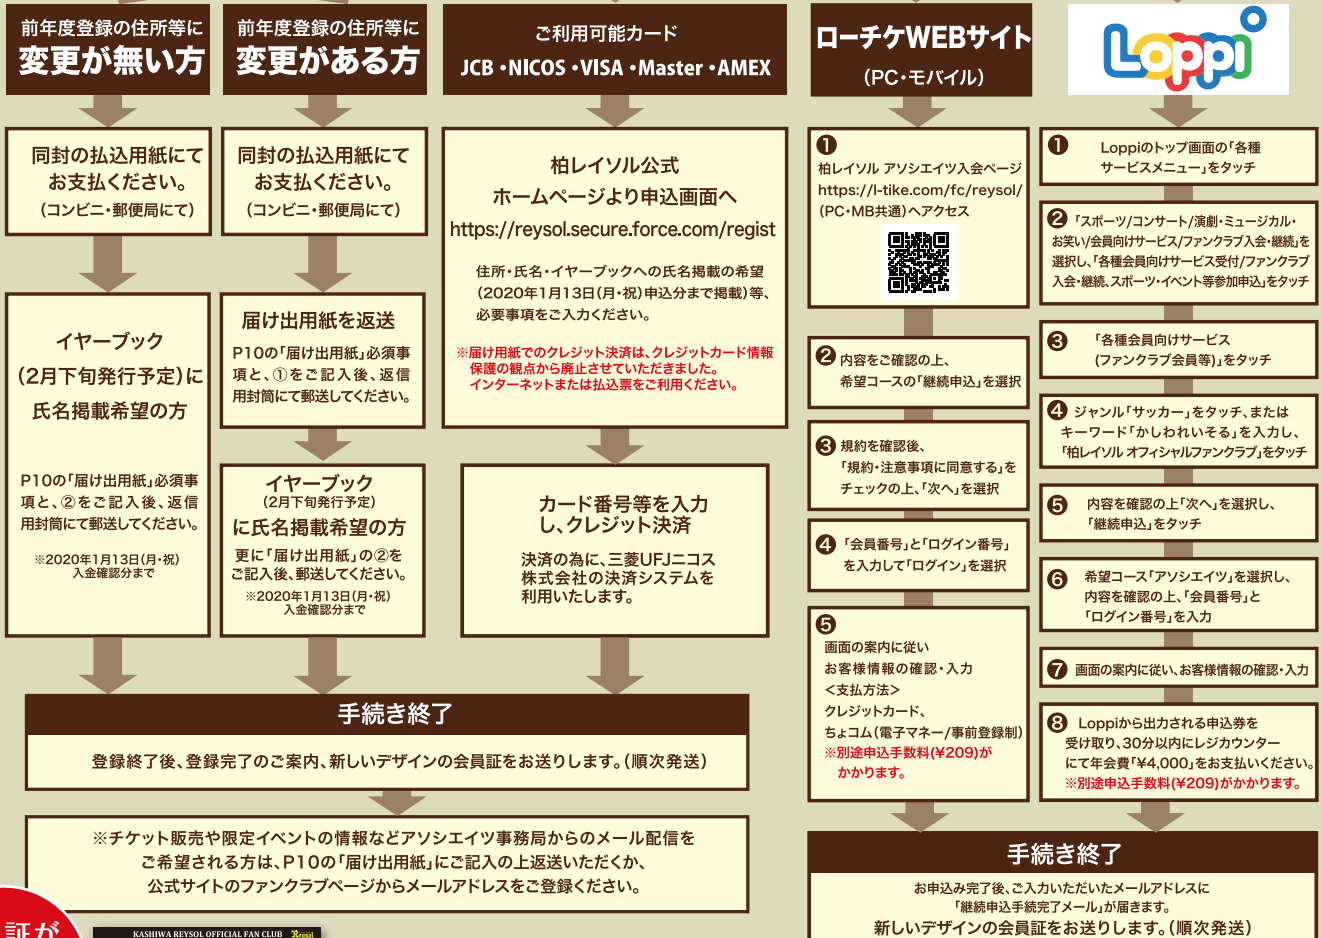 前年度登録の住所等に
変更が無い方
同封の払込用紙にて
お支払ください。
(コンビニ・郵便局にて)
イヤーブック
(2月下旬発行予定)に
氏名掲載希望の方
P10の「届け出用紙」必須事
項と、②をご記入後、返信
用封筒にて郵送してください。
※2020年1月13日(月・祝)
入金確認分まで
前年度登録の住所等に
変更がある方
同封の払込用紙にて
お支払ください。
(コンビニ・郵便局にて)
届け出用紙を返送
P10の「届け出用紙」必須事
項と、①をご記入後、返信
用封筒にて郵送してください。
イヤーブック
(2月下旬発行予定)
に氏名掲載希望の方
更に「届け出用紙」の②を
ご記入後、郵送してください。
※2020年1月13日(月・祝)
入金確認分まで
ご利用可能カード
JCB・NICOS・VISA・Master・AMEX
柏レイソル公式
ホームページより申込画面へ
https://reysol.secure.force.com/regist
住所・氏名・イヤーブックへの氏名掲載の希望
(2020年1月13日(月・祝)申込分まで掲載)等、
必要事項をご入力ください。
※届け用紙でのクレジット決済は、クレジットカード情報
保護の観点から廃止させていただきました。
インターネットまたは払込票をご利用ください。
カード番号等を入力
し、クレジット決済
決済の為に、三菱UFJニコス
株式会社の決済システムを
利用いたします。
手続き終了
登録終了後、登録完了のご案内、新しいデザインの会員証をお送りします。(順次発送)
※チケット販売や限定イベントの情報などアソシエイツ事務局からのメール配信を
ご希望される方は、P10の「届け出用紙」にご記入の上返送いただくか、
公式サイトのファンクラブページからメールアドレスをご登録ください。
証が
KASHIWA REYSOL OFFICIAL FAN CLUB Reysol
ローチケWEBサイト
(PC・モバイル)
❶
柏レイソル アソシエイツ入会ページ
https://l-tike.com/fc/reysol/
(PC・MB共通)へアクセス
❷ 内容をご確認の上、
希望コースの「継続申込」を選択
❸ 規約を確認後、
「規約・注意事項に同意する」を
チェックの上、「次へ」を選択
❹ 「会員番号」と「ログイン番号」
を入力して「ログイン」を選択
❺
画面の案内に従い
お客様情報の確認・入力
<支払方法>
クレジットカード、
ちょコム(電子マネー/事前登録制)
※別途申込手数料(¥209)が
かかります。
Loppi
❶ Loppiのトップ画面の「各種
サービスメニュー」をタッチ
❷ 「スポーツ/コンサート/演劇・ミュージカル・
お笑い/会員向けサービス/ファンクラブ入会・継続」を
選択し、「各種会員向けサービス受付/ファンクラブ
入会・継続、スポーツ・イベント等参加申込」をタッチ
❸ 「各種会員向けサービス
(ファンクラブ会員等)」をタッチ
❹ ジャンル「サッカー」をタッチ、または
キーワード「かしわれいそる」を入力し、
「柏レイソル オフィシャルファンクラブ」をタッチ
❺ 内容を確認の上「次へ」を選択し、
「継続申込」をタッチ
❻ 希望コース「アソシエイツ」を選択し、
内容を確認の上、「会員番号」と
「ログイン番号」を入力
❼ 画面の案内に従い、お客様情報の確認・入力
❽ Loppiから出力される申込券を
受け取り、30分以内にレジカウンター
にて年会費「¥4,000」をお支払いください。
※別途申込手数料(¥209)がかかります。
手続き終了
お申込み完了後、ご入力いただいたメールアドレスに
「継続申込手続完了メール」が届きます。
新しいデザインの会員証をお送りします。(順次発送)